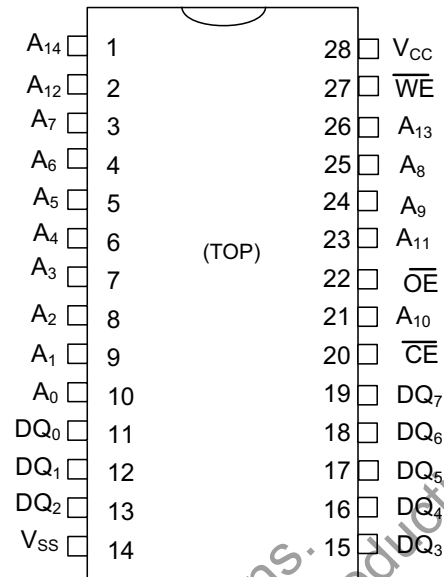 A14 1 28 VCC
A12 2 27 WE
A7 3 26 A13
A6 4 25 A8
A5 5 24 A9
A4 6 23 A11
(TOP)
A3 7 22 OE
A2 8 21 A10
A1 9 20 CE
A0 10 19 DQ7
DQ0 11 18 DQ6
DQ1 12 17 DQ5
DQ2 13 16 DQ4
VSS 14 15 DQ3